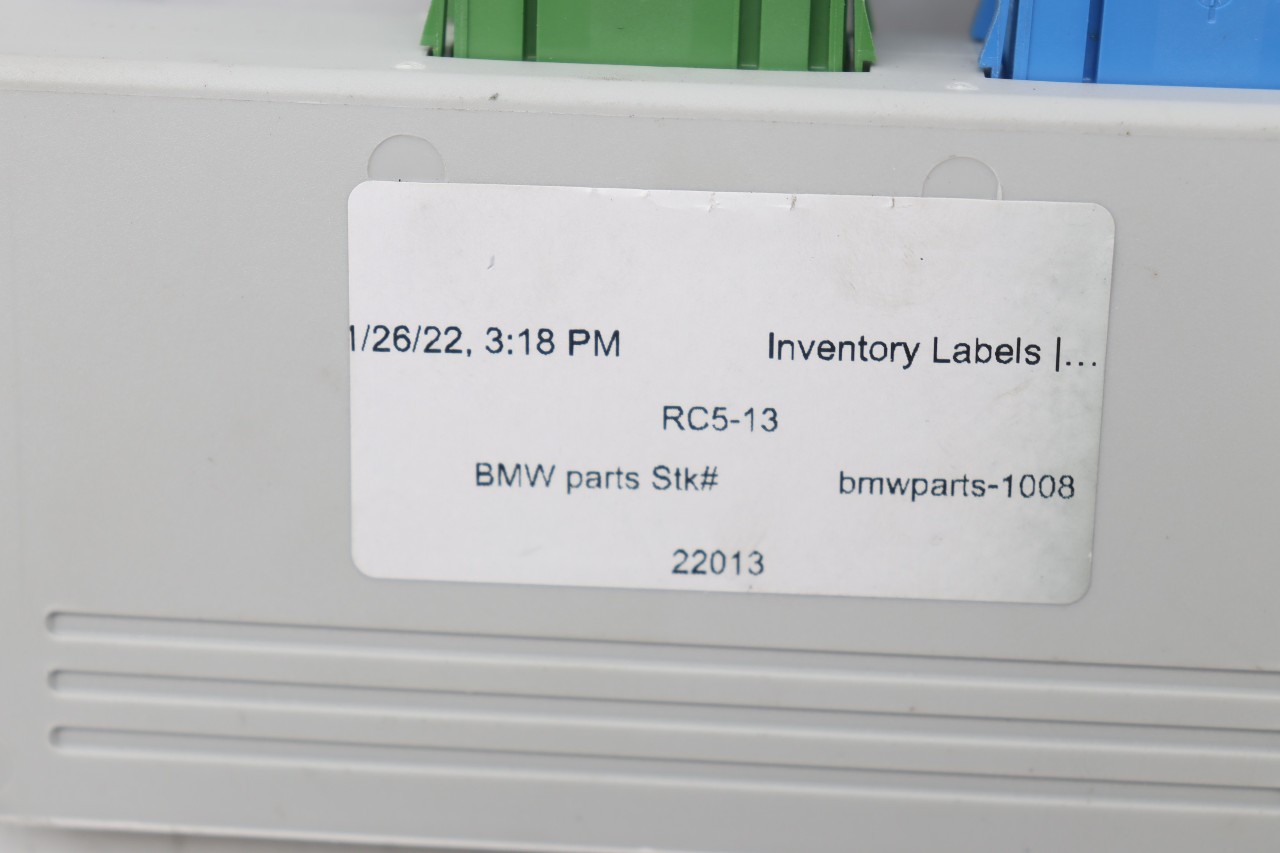 1/26/22, 3:18 PM Inventory Labels |...
RC5-13
BMW parts Stk# bmwparts-1008
22013